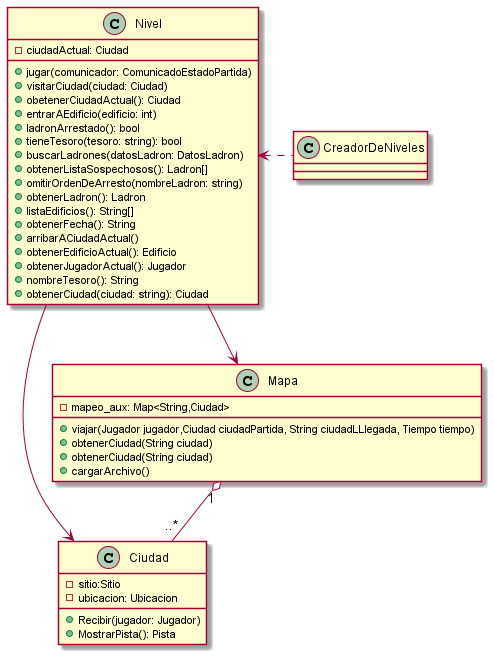 C Nivel
ciudadActual: Ciudad
jugar(comunicador: ComunicadoEstadoPartida)
visitarCiudad(ciudad: Ciudad)
obetenerCiudadActual(): Ciudad
entrarAEdificio(edificio: int)
ladronArrestado(): bool
tieneTesoro(tesoro: string): bool
buscarLadrones(datosLadron: DatosLadron)
obtenerListaSospechosos(): Ladron[]
omitirOrdenDeArresto(nombreLadron: string)
obtenerLadron(): Ladron
listaEdificios(): String[]
obtenerFecha(): String
arribarACiudadActual()
obtenerEdificioActual(): Edificio
obtenerJugadorActual(): Jugador
nombreTesoro(): String
obtenerCiudad(ciudad: string): Ciudad
C CreadorDeNiveles
C Mapa
mapeo_aux: Map<String,Ciudad>
viajar(Jugador jugador,Ciudad ciudadPartida, String ciudadLLlegada, Tiempo tiempo)
obtenerCiudad(String ciudad)
obtenerCiudad(String ciudad)
cargarArchivo()
1
..*
C Ciudad
sitio:Sitio
ubicacion: Ubicacion
Recibir(jugador: Jugador)
MostrarPista(): Pista